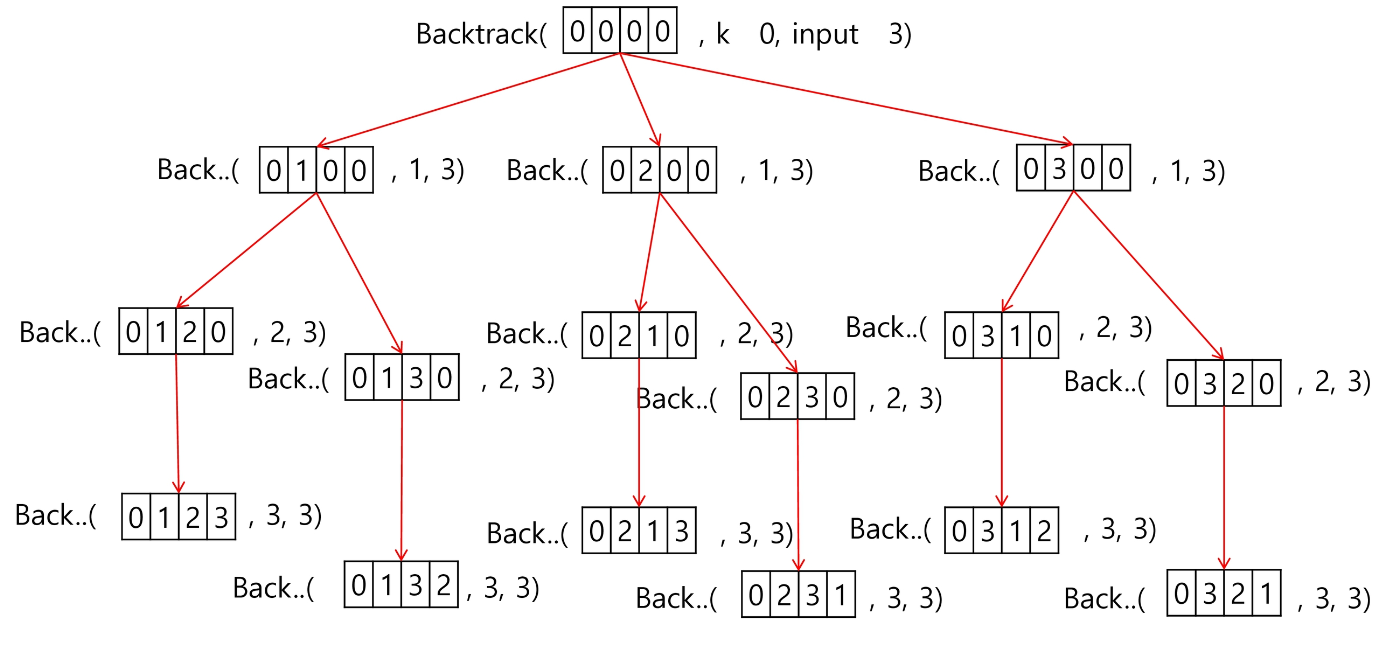 Backtrack( 0 0 0 0 , k 0, input 3)
Back..( 0 1 0 0 , 1, 3)
Back..( 0 2 0 0 , 1, 3)
Back..( 0 3 0 0 , 1, 3)
Back..( 0 1 2 0 , 2, 3)
Back..( 0 1 3 0 , 2, 3)
Back..( 0 2 1 0 , 2, 3)
Back..( 0 2 3 0 , 2, 3)
Back..( 0 3 1 0 , 2, 3)
Back..( 0 3 2 0 , 2, 3)
Back..( 0 1 2 3 , 3, 3)
Back..( 0 1 3 2 , 3, 3)
Back..( 0 2 1 3 , 3, 3)
Back..( 0 2 3 1 , 3, 3)
Back..( 0 3 1 2 , 3, 3)
Back..( 0 3 2 1 , 3, 3)